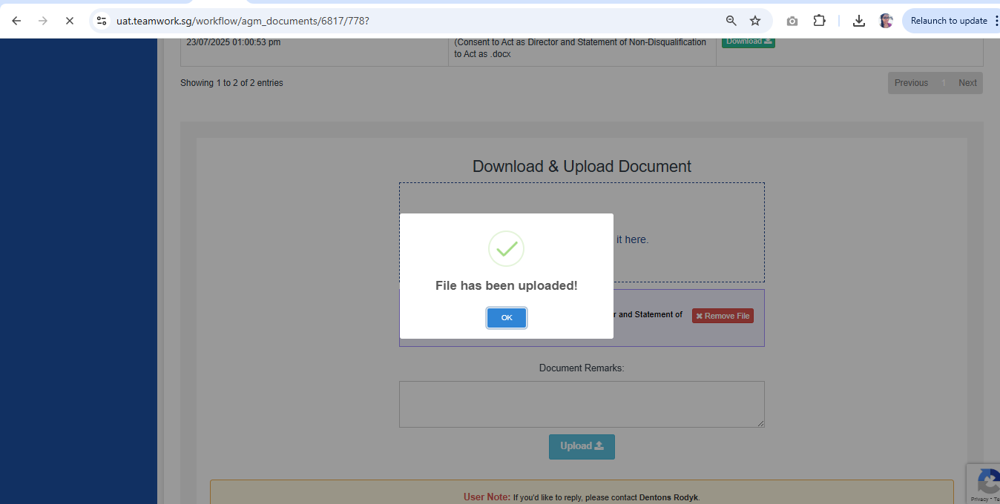 uat.teamwork.sg/workflow/agm_documents/6817/778?
Relaunch to update
23/07/2025 01:00:53 pm
(Consent to Act as Director and Statement of Non-Disqualification
to Act as .docx
Download
Showing 1 to 2 of 2 entries
Previous 1 Next
Download & Upload Document
it here.
File has been uploaded!
OK
r and Statement of
Remove File
Document Remarks:
Upload
User Note: If you'd like to reply, please contact Dentons Rodyk.
Privacy - Te